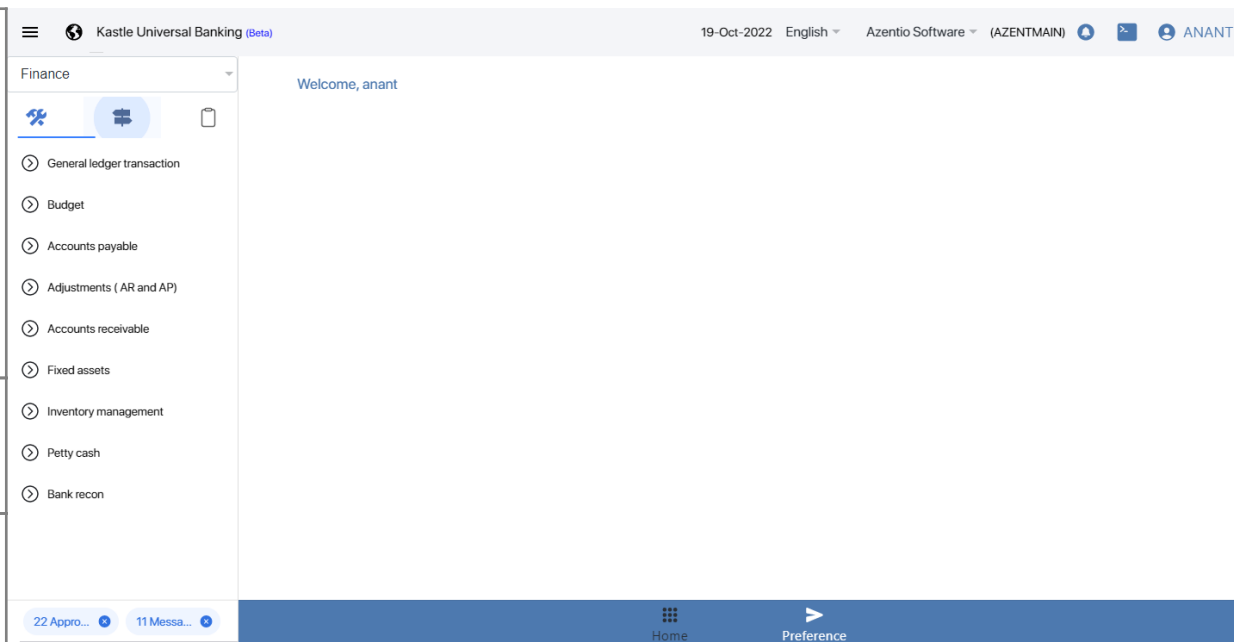 Kastle Universal Banking (Beta)
19-Oct-2022 English Azentio Software (AZENTMAIN) ANANT
Finance
Welcome, anant
General ledger transaction
Budget
Accounts payable
Adjustments ( AR and AP)
Accounts receivable
Fixed assets
Inventory management
Petty cash
Bank recon
22 Appro... 11 Messa...
Home Preference